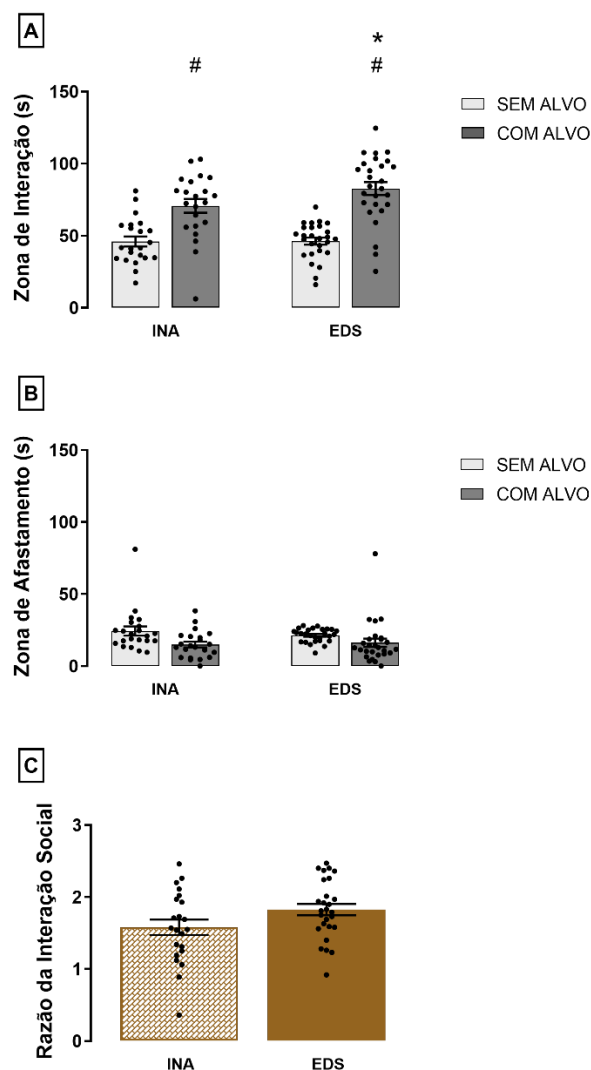 A
*
# #
150
100
50
0
Zona de Interação (s)
INA EDS
SEM ALVO
COM ALVO
B
150
100
50
0
Zona de Afastamento (s)
INA EDS
SEM ALVO
COM ALVO
C
3
2
1
0
Razão da Interação Social
INA EDS